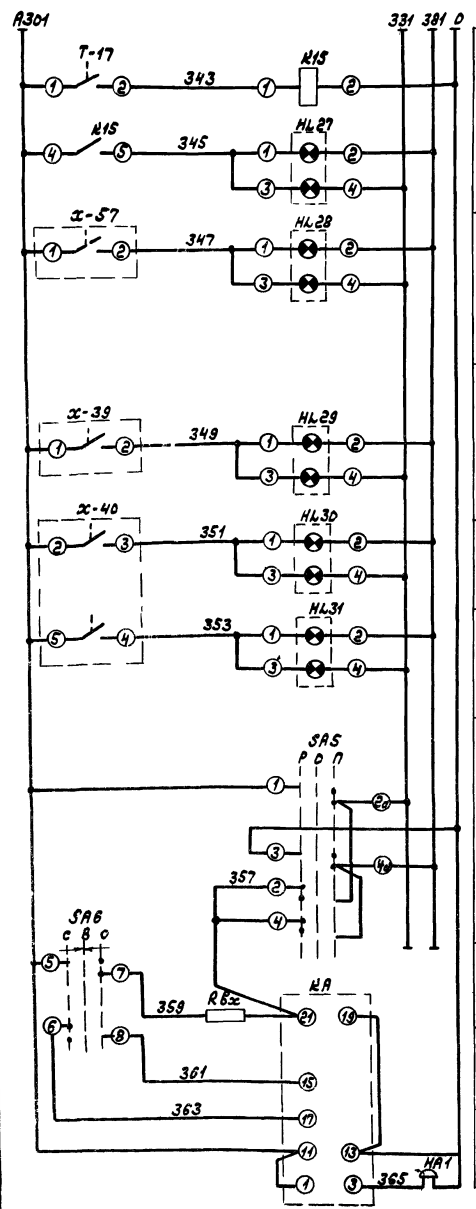 А301 331 381 0
Т-17 К15
1 2 343 1 2
К15 HL27
4 5 345 1 2
3 4
х-57 HL28
1 2 347 1 2
3 4
х-39 HL29
1 2 349 1 2
3 4
х-40 HL30
2 3 351 1 2
3 4
HL31
5 4 353 1 2
3 4
SA5
Р О П
1 2а
3 4а
357 2
4
SA6
С В О КА
5 7 359 Rбх 21 19
6 8
361 15
363 17
11 13
НА1
1 3 365